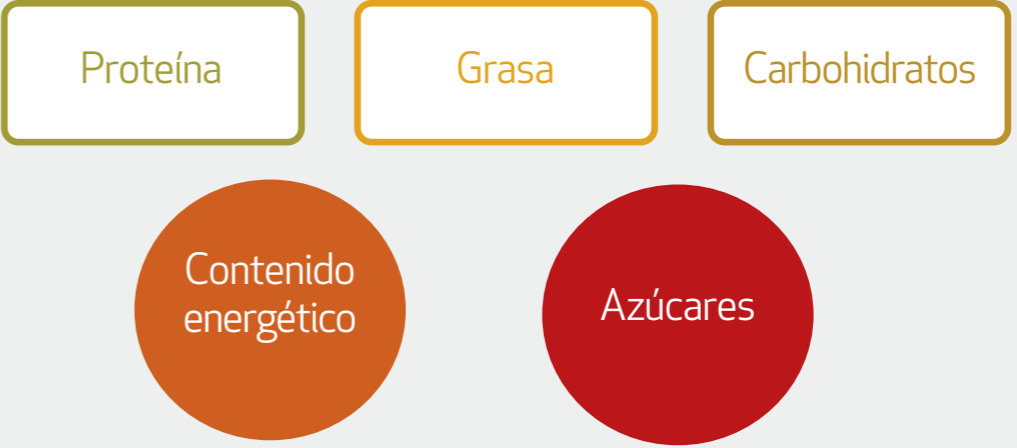 Proteína
Grasa
Carbohidratos
Contenido
energético
Azúcares